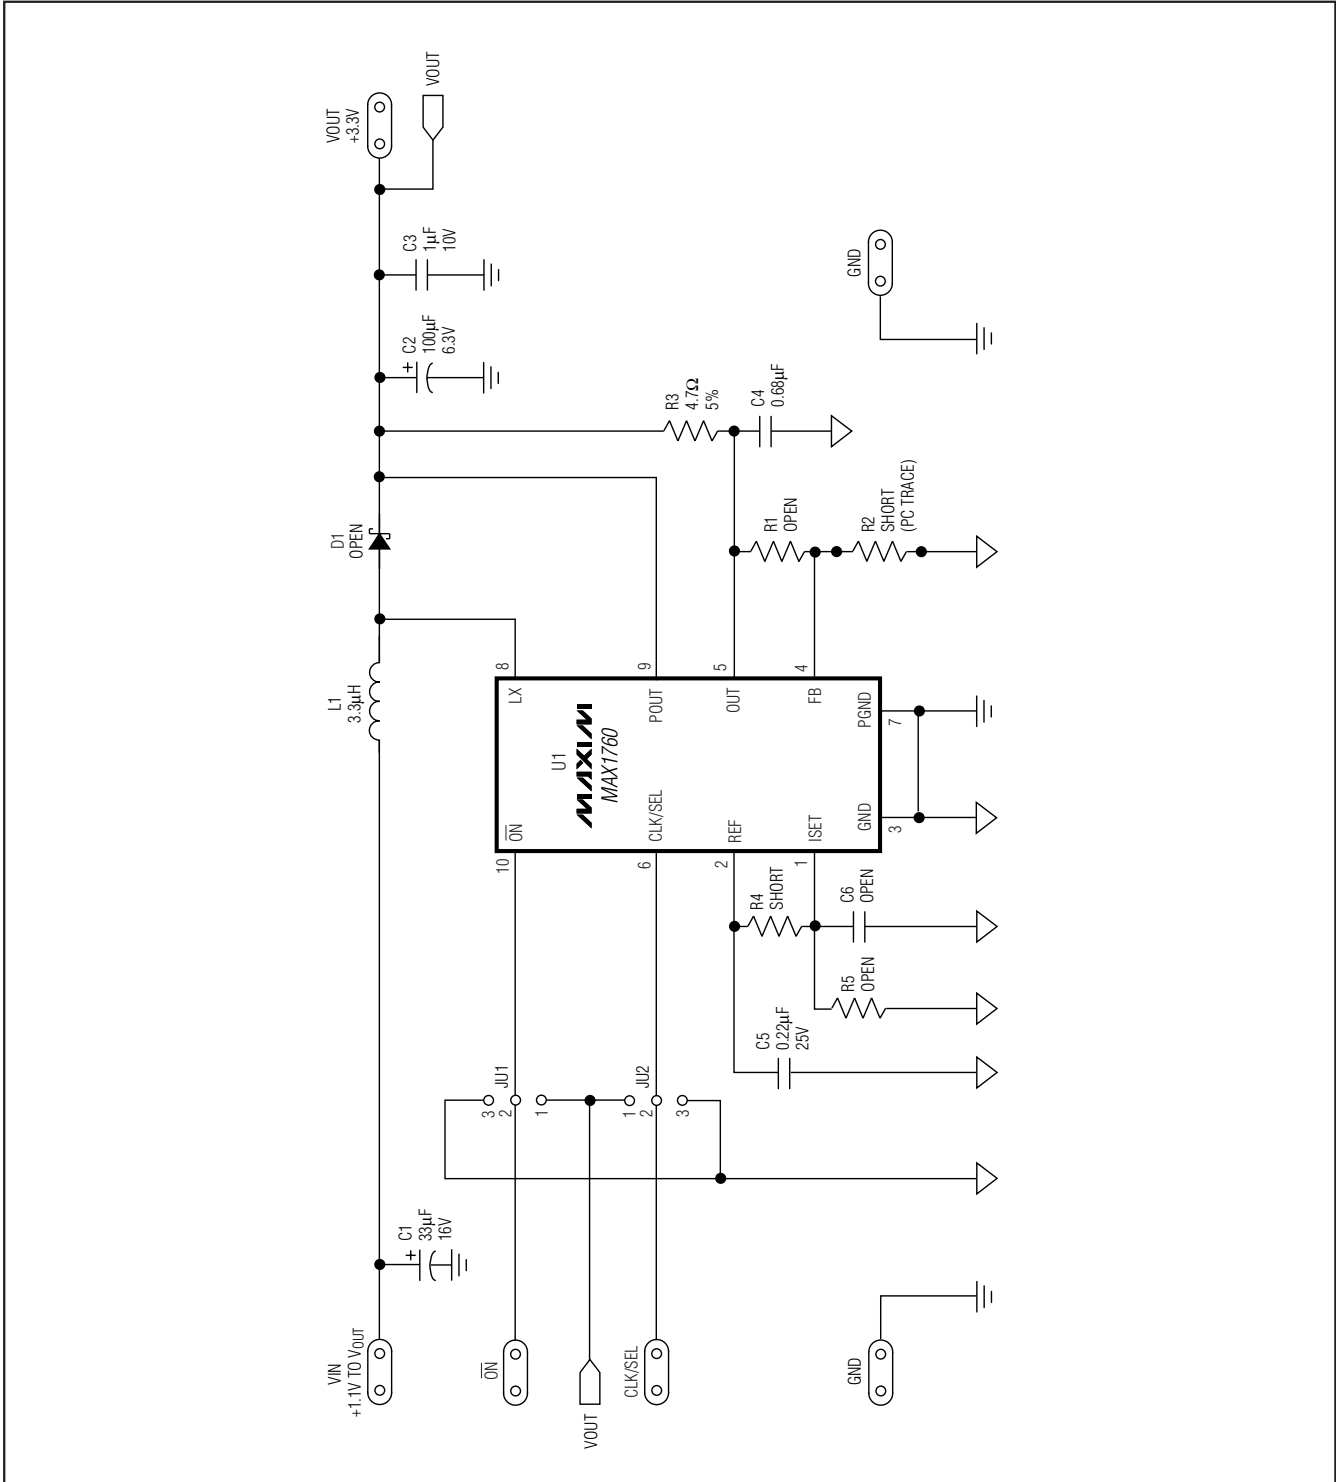 VIN
+1.1V TO VOUT
C1
33µF
16V
L1
3.3µH
D1
OPEN
C2
100µF
6.3V
C3
1µF
10V
VOUT
+3.3V
VOUT
ON
JU1
3
2
1
10
ON
LX
8
VOUT
U1
MAXIM
MAX1760
CLK/SEL
1
2
3
JU2
6
CLK/SEL
POUT
9
R3
4.7Ω
5%
C5
0.22µF
25V
R4
SHORT
2
REF
OUT
5
R1
OPEN
C4
0.68µF
R5
OPEN
C6
OPEN
1
ISET
FB
4
R2
SHORT
(PC TRACE)
GND
3
PGND
7
GND
GND